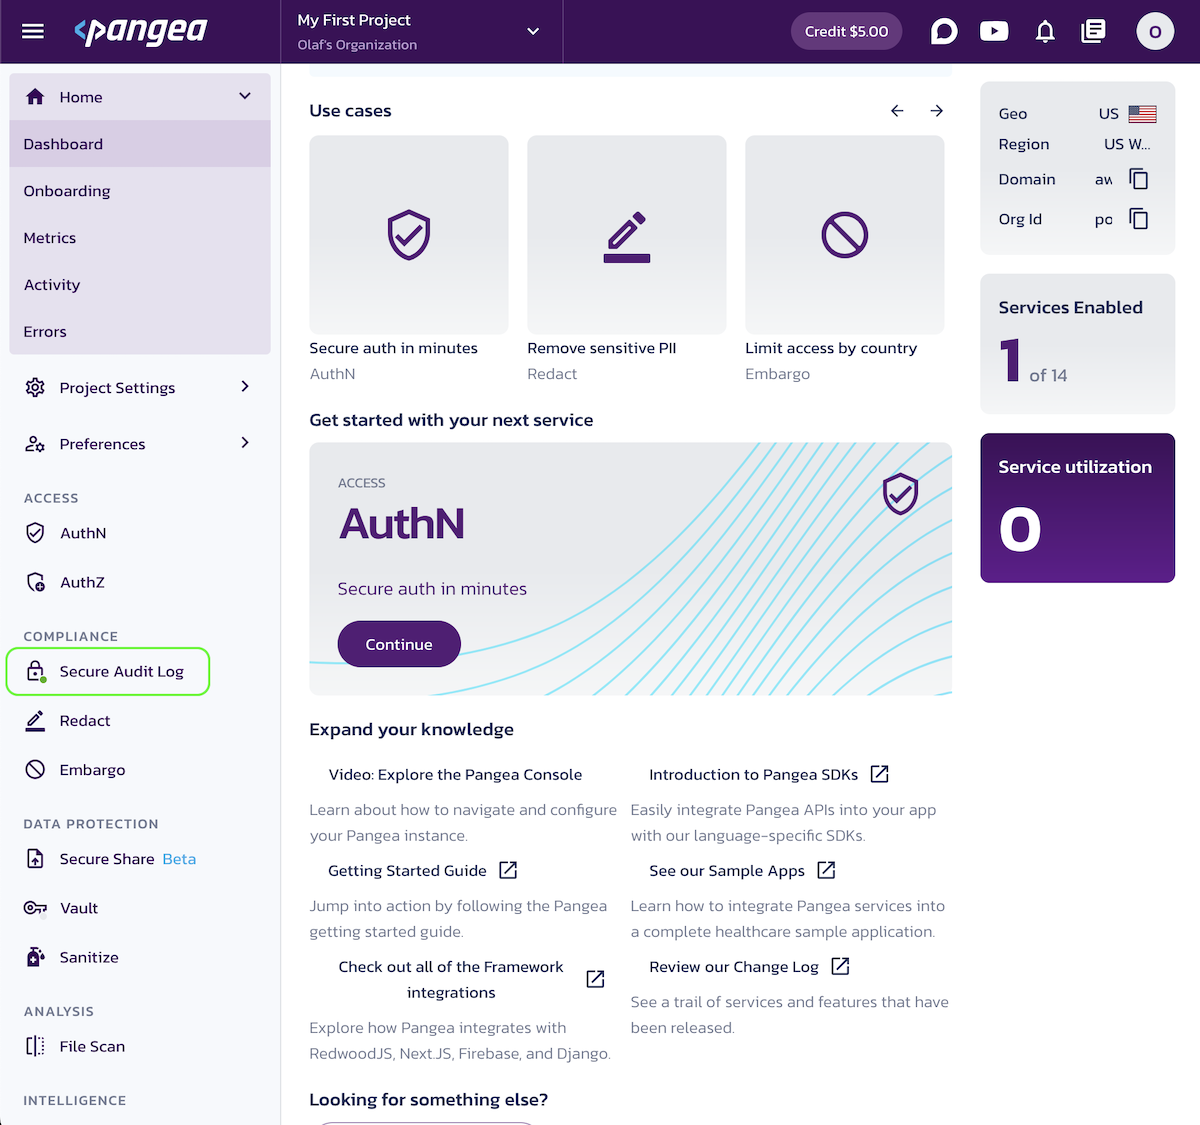 pangea
My First Project
Olaf's Organization
Credit $5.00
O
Home
Dashboard
Onboarding
Metrics
Activity
Errors
Project Settings
Preferences
ACCESS
AuthN
AuthZ
COMPLIANCE
Secure Audit Log
Redact
Embargo
DATA PROTECTION
Secure Share Beta
Vault
Sanitize
ANALYSIS
File Scan
INTELLIGENCE
Use cases
Secure auth in minutes
AuthN
Remove sensitive PII
Redact
Limit access by country
Embargo
Get started with your next service
ACCESS
AuthN
Secure auth in minutes
Continue
Expand your knowledge
Video: Explore the Pangea Console
Learn about how to navigate and configure
your Pangea instance.
Introduction to Pangea SDKs
Easily integrate Pangea APIs into your app
with our language-specific SDKs.
Getting Started Guide
Jump into action by following the Pangea
getting started guide.
See our Sample Apps
Learn how to integrate Pangea services into
a complete healthcare sample application.
Check out all of the Framework
integrations
Explore how Pangea integrates with
RedwoodJS, Next.JS, Firebase, and Django.
Review our Change Log
See a trail of services and features that have
been released.
Looking for something else?
Geo US
Region US W...
Domain aw
Org Id po
Services Enabled
1 of 14
Service utilization
0